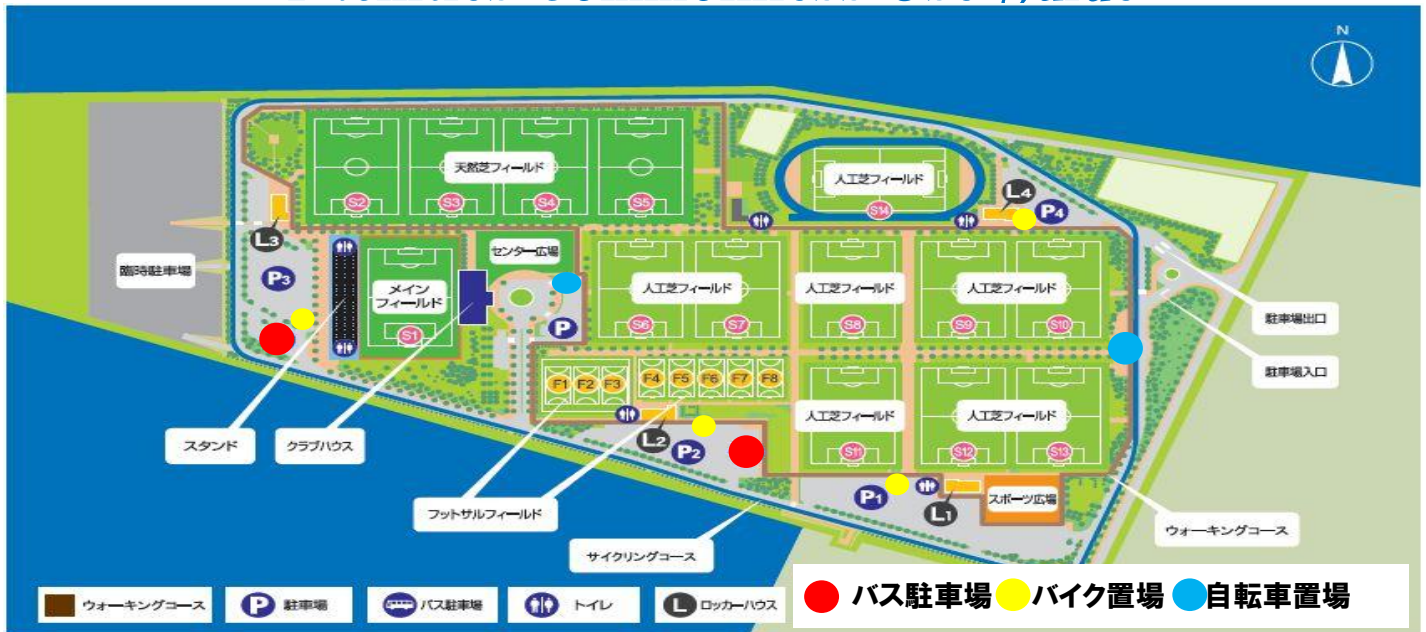 N
天然芝フィールド
S2
S3
S4
S5
人工芝フィールド
S14
L4
P4
L3
P3
臨時駐車場
メイン
フィールド
S1
センター広場
P
人工芝フィールド
S6
S7
人工芝フィールド
S8
人工芝フィールド
S9
S10
駐車場出口
駐車場入口
F1
F2
F3
F4
F5
F6
F7
F8
L2
P2
人工芝フィールド
S11
人工芝フィールド
S12
S13
スタンド
クラブハウス
フットサルフィールド
P1
L1
スポーツ広場
ウォーキングコース
サイクリングコース
ウォーキングコース
P 駐車場
バス駐車場
トイレ
L ロッカーハウス
バス駐車場
バイク置場
自転車置場